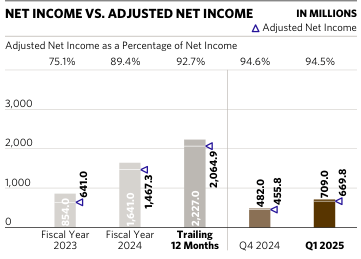 NET INCOME VS. ADJUSTED NET INCOME IN MILLIONS
Adjusted Net Income
Adjusted Net Income as a Percentage of Net Income
75.1% 89.4% 92.7% 94.6% 94.5%
3,000
2,000
1,000
0
854.0 641.0
1,641.0 1,467.3
2,227.0 2,064.9
482.0 455.8
709.0 669.8
Fiscal Year Fiscal Year Trailing
2023 2024 12 Months Q4 2024 Q1 2025